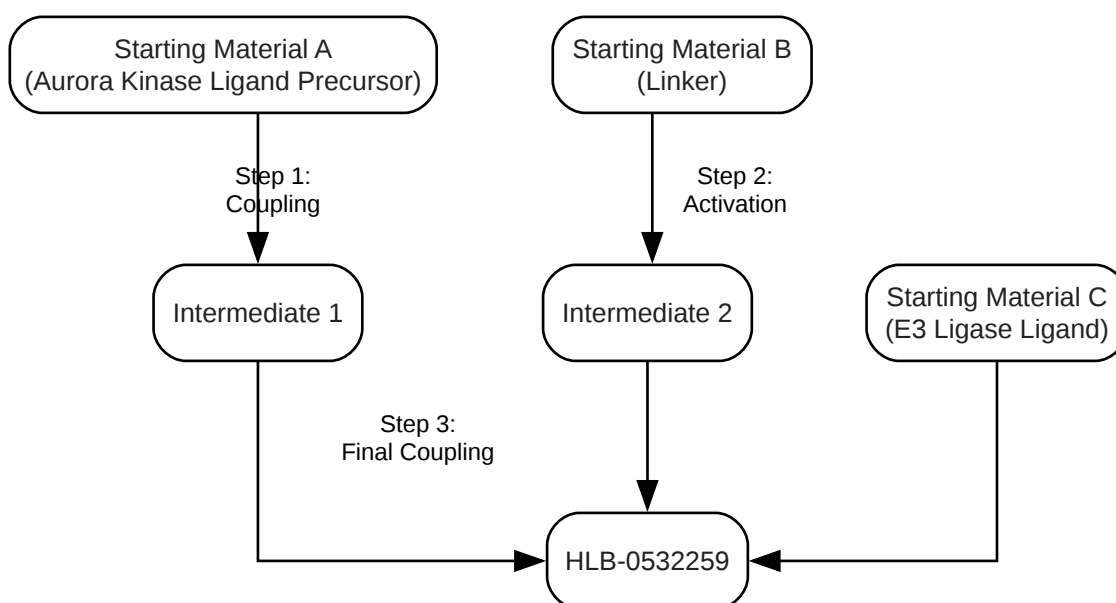 Starting Material A
(Aurora Kinase Ligand Precursor)
Starting Material B
(Linker)
Step 1:
Coupling
Step 2:
Activation
Intermediate 1
Intermediate 2
Starting Material C
(E3 Ligase Ligand)
Step 3:
Final Coupling
HLB-0532259